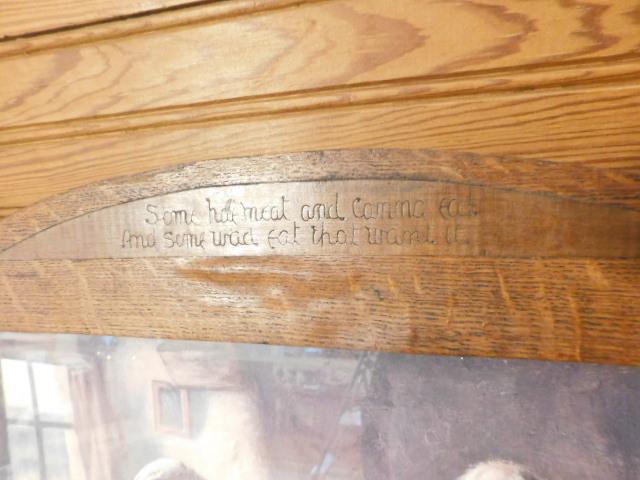 Some hae meat and canna eat
And some wad eat that want it